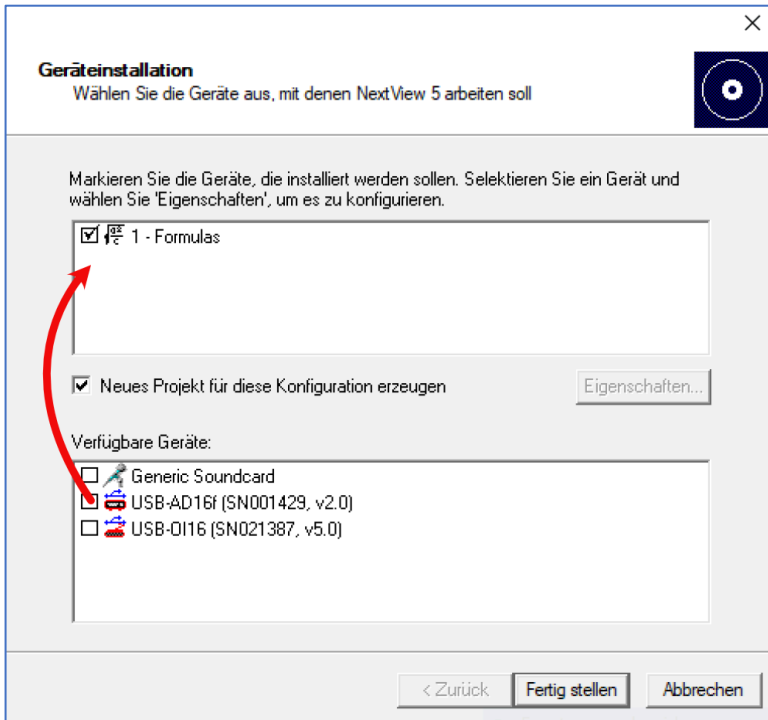 Geräteinstallation
Wählen Sie die Geräte aus, mit denen NextView 5 arbeiten soll
Markieren Sie die Geräte, die installiert werden sollen. Selektieren Sie ein Gerät und
wählen Sie 'Eigenschaften', um es zu konfigurieren.
1 - Formulas
Neues Projekt für diese Konfiguration erzeugen
Eigenschaften...
Verfügbare Geräte:
Generic Soundcard
USB-AD16f (SN001429, v2.0)
USB-OI16 (SN021387, v5.0)
< Zurück
Fertig stellen
Abbrechen